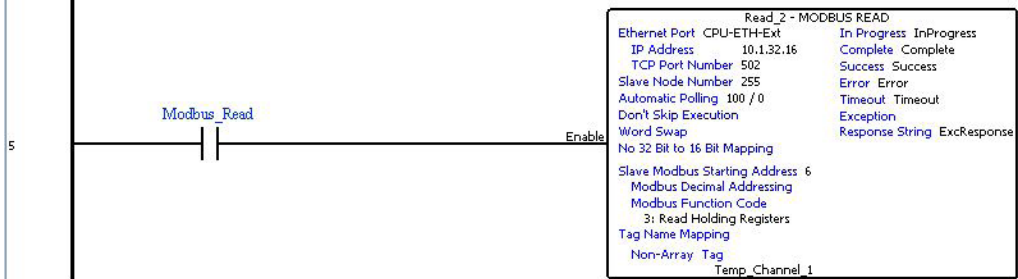 Read_2 - MODBUS READ
Ethernet Port CPU-ETH-Ext
In Progress InProgress
IP Address 10.1.32.16
Complete Complete
TCP Port Number 502
Success Success
Slave Node Number 255
Error Error
Automatic Polling 100 / 0
Timeout Timeout
Modbus_Read
Don't Skip Execution
Exception
Word Swap
Response String ExcResponse
Enable
No 32 Bit to 16 Bit Mapping
5
Slave Modbus Starting Address 6
Modbus Decimal Addressing
Modbus Function Code
3: Read Holding Registers
Tag Name Mapping
Non-Array Tag
Temp_Channel_1